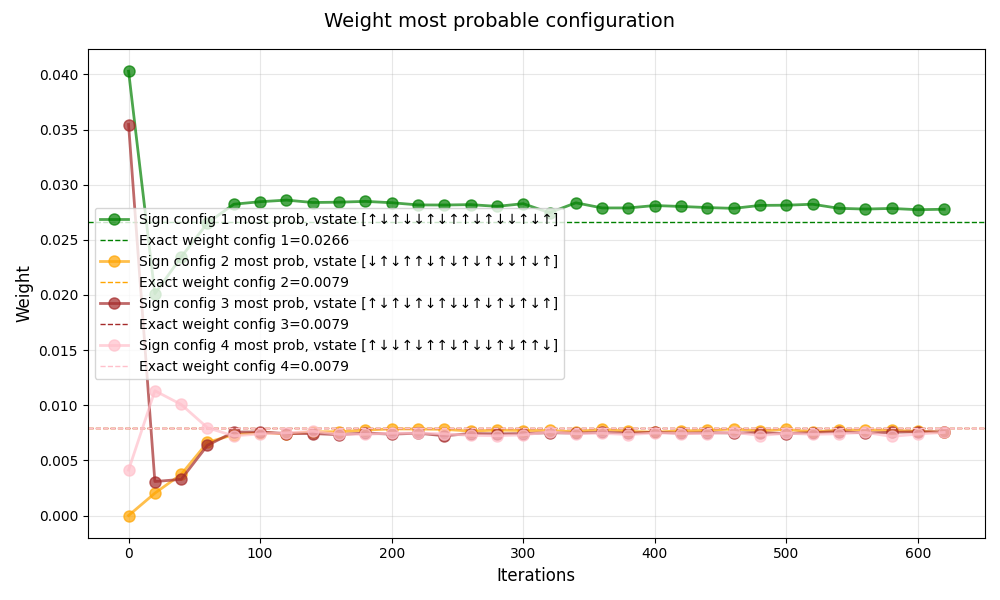 Weight most probable configuration
Weight
0.040
0.035
0.030
0.025
0.020
0.015
0.010
0.005
0.000
Sign config 1 most prob, vstate [↑↓↑↓↓↑↓↑↑↓↓↑↓↑↓↑]
Exact weight config 1=0.0266
Sign config 2 most prob, vstate [↓↑↓↑↑↓↑↓↑↓↑↓↓↑↓↑]
Exact weight config 2=0.0079
Sign config 3 most prob, vstate [↑↓↑↓↑↓↑↓↓↑↓↑↓↑↓↑]
Exact weight config 3=0.0079
Sign config 4 most prob, vstate [↑↓↓↑↓↑↑↓↑↓↓↑↓↑↑↓]
Exact weight config 4=0.0079
0 100 200 300 400 500 600
Iterations